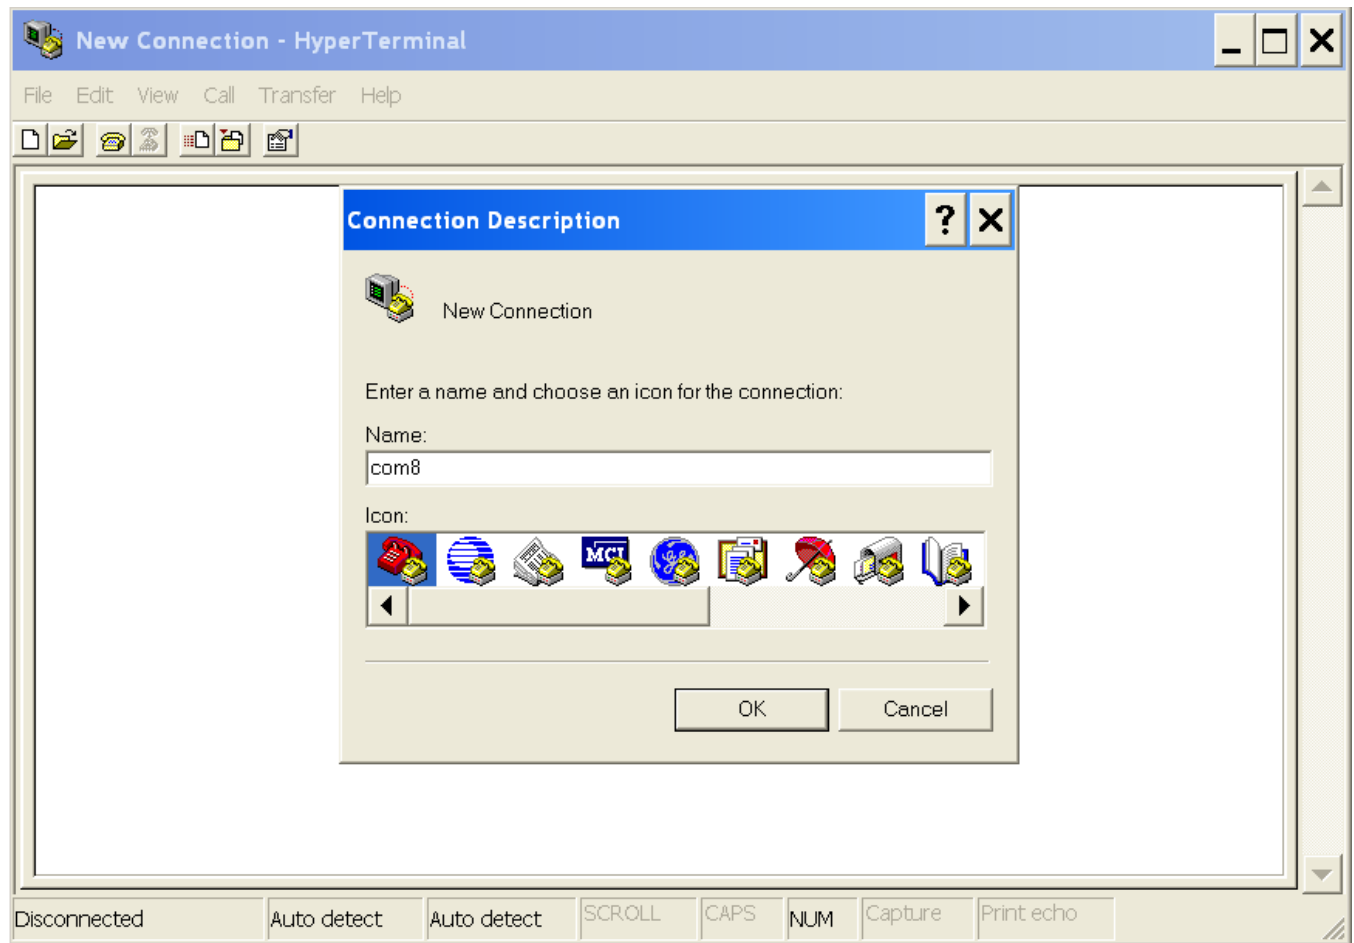 New Connection - HyperTerminal
File Edit View Call Transfer Help
Connection Description
New Connection
Enter a name and choose an icon for the connection:
Name:
com8
Icon:
MCI
OK Cancel
Disconnected Auto detect Auto detect SCROLL CAPS NUM Capture Print echo